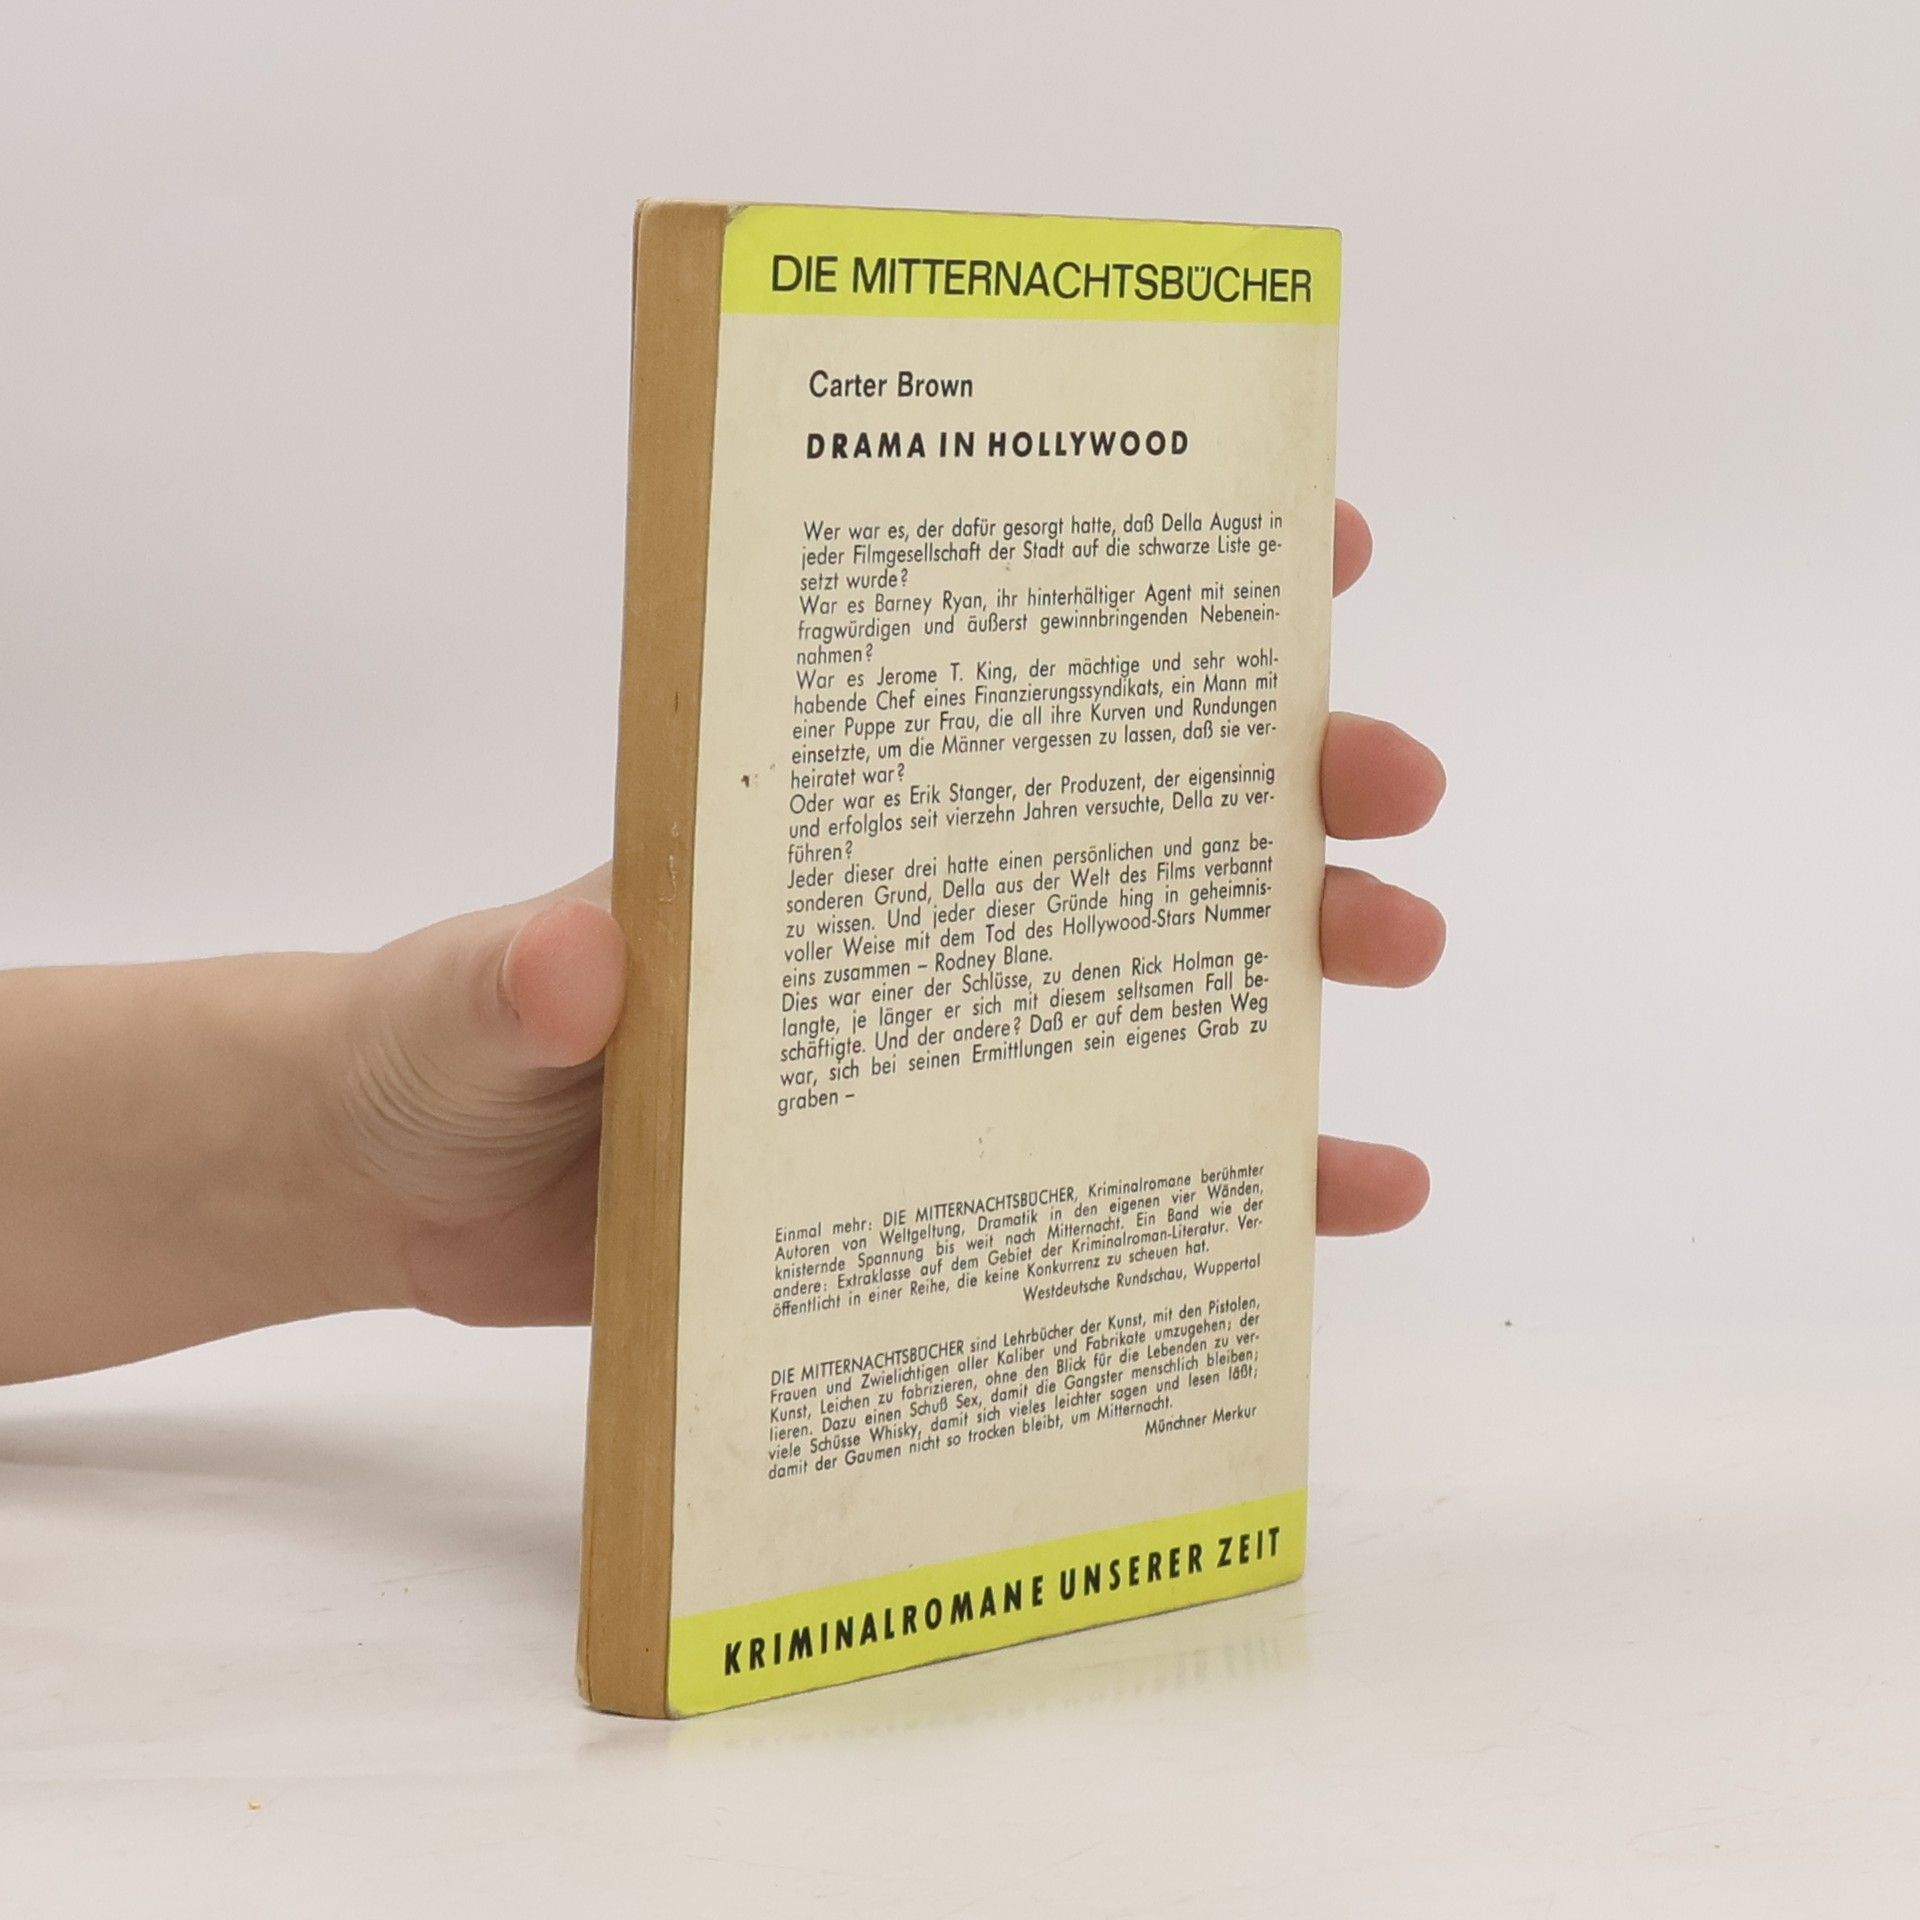 DIE MITTERNACHTSBÜCHER
Carter Brown
DRAMA IN HOLLYWOOD
Wer war es, der dafür gesorgt hatte, daß Della August in
jeder Filmgesellschaft der Stadt auf die schwarze Liste ge-
setzt wurde?
War es Barney Ryan, ihr hinterhältiger Agent mit seinen
fragwürdigen und äußerst gewinnbringenden Nebenein-
nahmen?
War es Jerome T. King, der mächtige und sehr wohl-
habende Chef eines Finanzierungssyndikats, ein Mann mit
einer Puppe zur Frau, die all ihre Kurven und Rundungen
einsetzte, um die Männer vergessen zu lassen, daß sie ver-
heiratet war?
Oder war es Erik Stanger, der Produzent, der eigensinnig
und erfolglos seit vierzehn Jahren versuchte, Della zu ver-
führen?
Jeder dieser drei hatte einen persönlichen und ganz be-
sonderen Grund, Della aus der Welt des Films verbannt
zu wissen. Und jeder dieser Gründe hing in geheimnis-
voller Weise mit dem Tod des Hollywood-Stars Nummer
eins zusammen – Rodney Blane.
Dies war einer der Schlüsse, zu denen Rick Holman ge-
langte, je länger er sich mit diesem seltsamen Fall be-
schäftigte. Und der andere? Daß er auf dem besten Weg
war, sich bei seinen Ermittlungen sein eigenes Grab zu
graben –
Einmal mehr: DIE MITTERNACHTSBÜCHER, Kriminalromane berühmter
Autoren von Weltgeltung, Dramatik in den eigenen vier Wänden,
knisternde Spannung bis weit nach Mitternacht. Ein Band wie der
andere: Extraklasse auf dem Gebiet der Kriminalroman-Literatur. Ver-
öffentlicht in einer Reihe, die keine Konkurrenz zu scheuen hat.
Westdeutsche Rundschau, Wuppertal
DIE MITTERNACHTSBÜCHER sind Lehrbücher der Kunst, mit den Pistolen,
Frauen und Zwielichtigen aller Kaliber und Fabrikate umzugehen; der
Kunst, Leichen zu fabrizieren, ohne den Blick für die Lebenden zu ver-
lieren. Dazu einen Schuß Sex, damit die Gangster menschlich bleiben;
viele Schüsse Whisky, damit sich vieles leichter sagen und lesen läßt;
damit der Gaumen nicht so trocken bleibt, um Mitternacht.
Münchner Merkur
KRIMINALROMANE UNSERER ZEIT